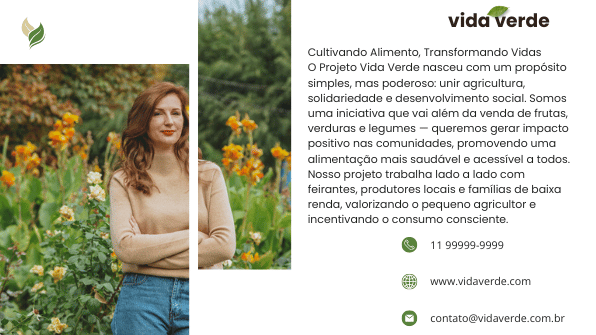 vida verde
Cultivando Alimento, Transformando Vidas
O Projeto Vida Verde nasceu com um propósito
simples, mas poderoso: unir agricultura,
solidariedade e desenvolvimento social. Somos
uma iniciativa que vai além da venda de frutas,
verduras e legumes — queremos gerar impacto
positivo nas comunidades, promovendo uma
alimentação mais saudável e acessível a todos.
Nosso projeto trabalha lado a lado com
feirantes, produtores locais e famílias de baixa
renda, valorizando o pequeno agricultor e
incentivando o consumo consciente.
11 99999-9999
www.vidaverde.com
contato@vidaverde.com.br